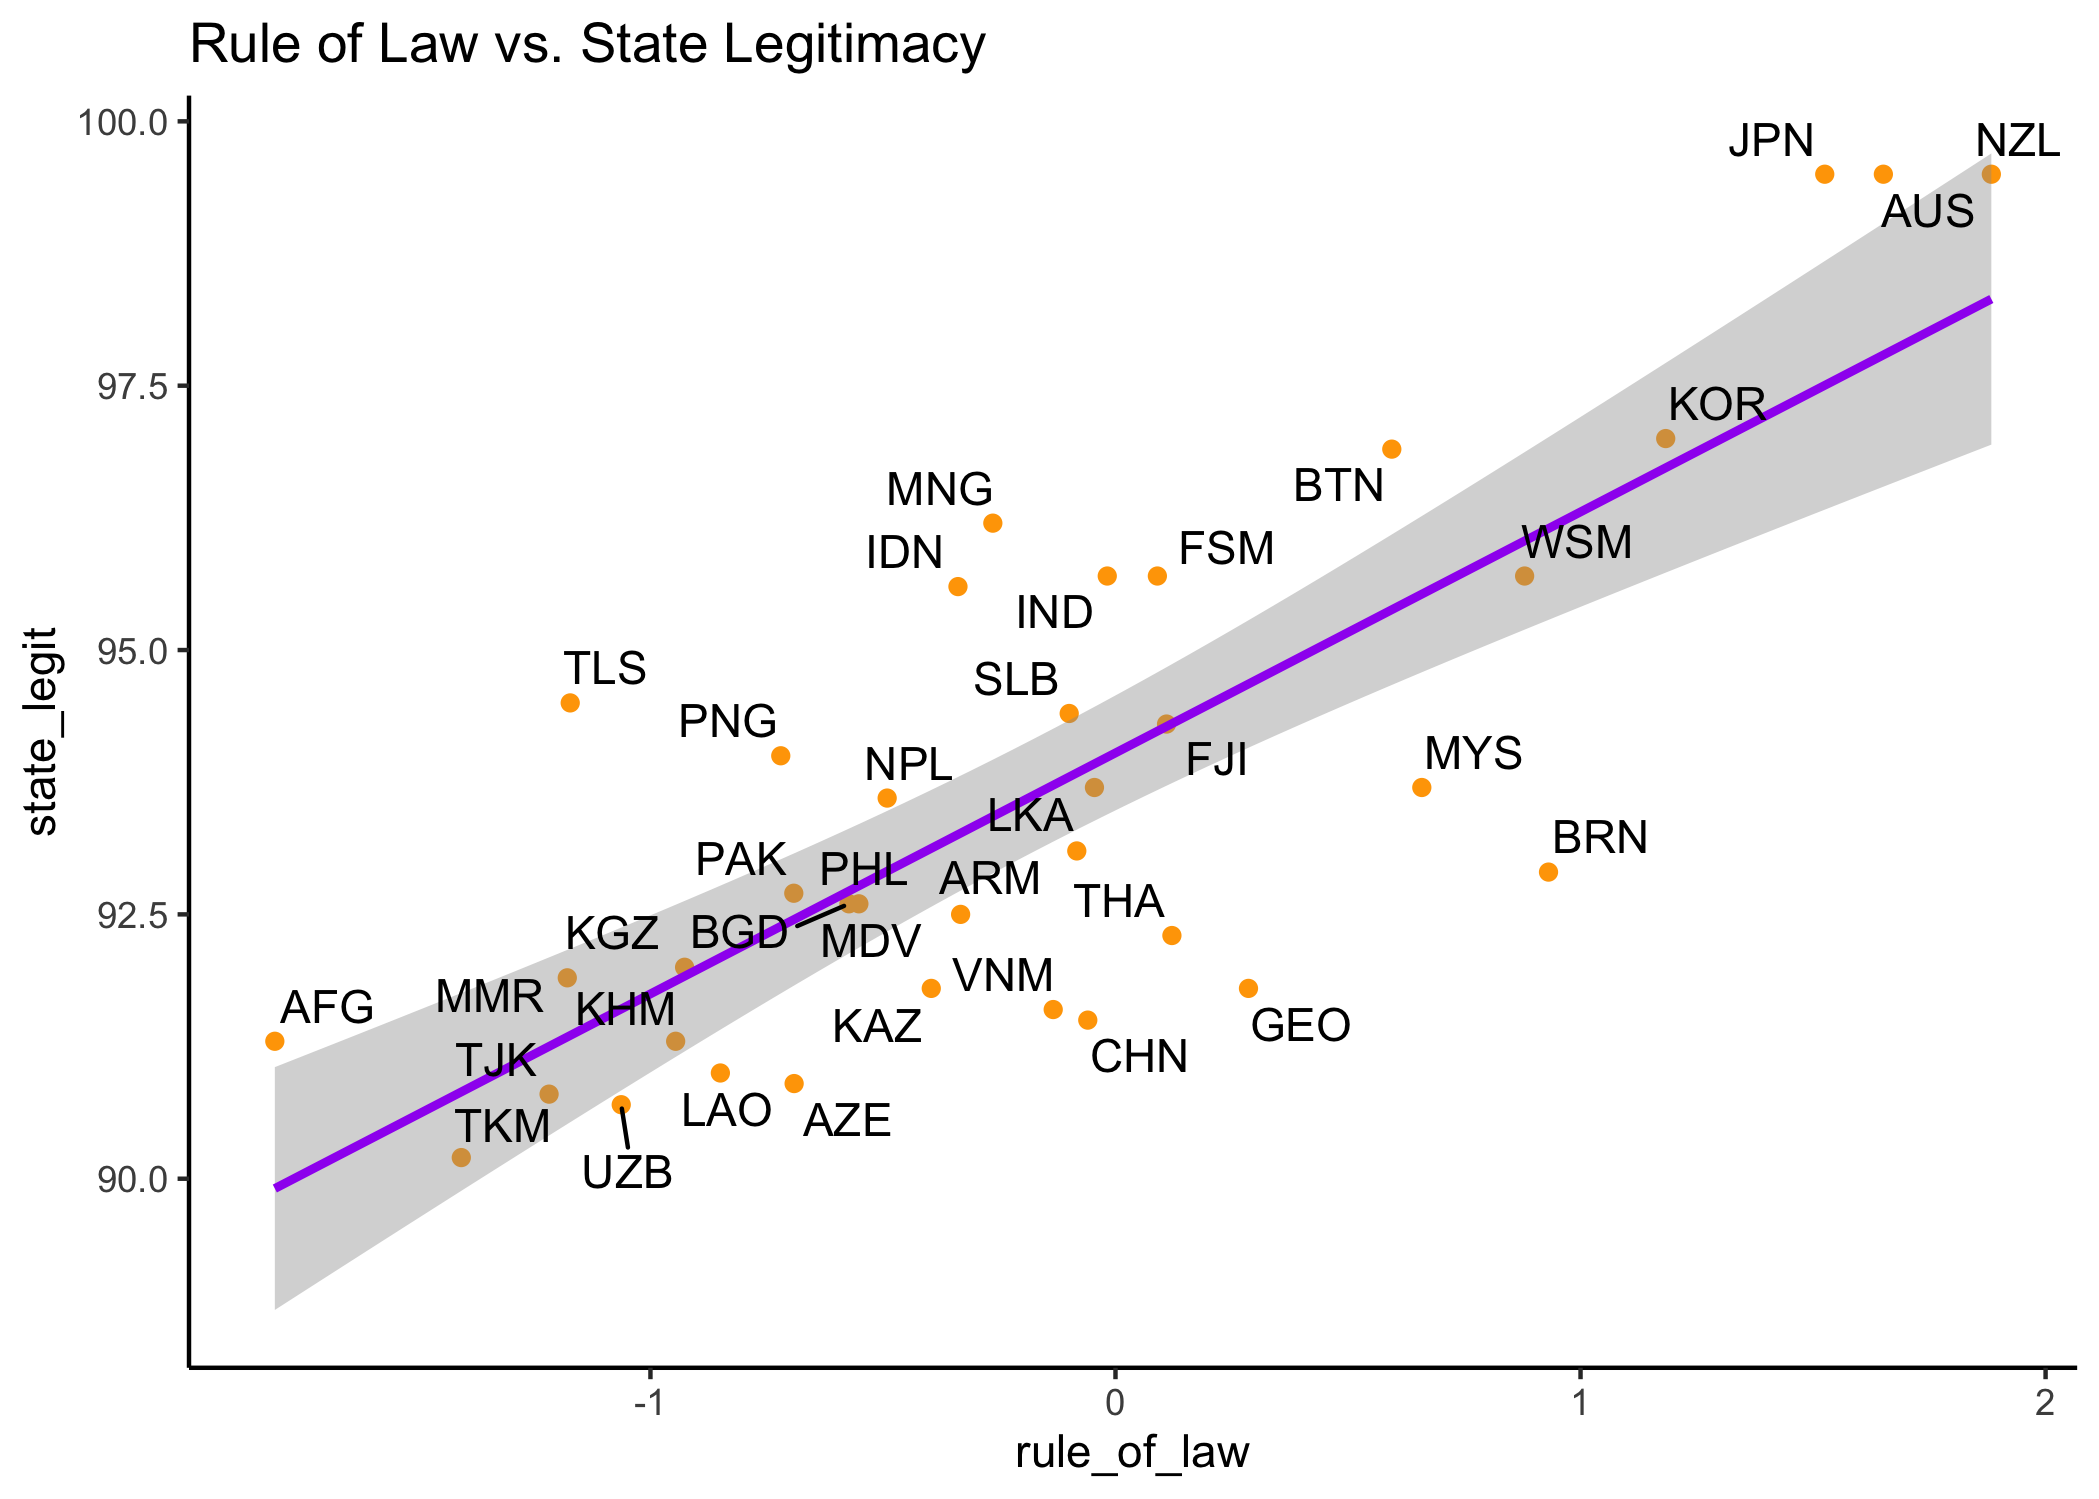 Rule of Law vs. State Legitimacy
100.0
97.5
95.0
92.5
90.0
state_legit
JPN
NZL
AUS
KOR
MNG
BTN
IDN
FSM
WSM
IND
TLS
SLB
PNG
NPL
FJI
MYS
LKA
BRN
PAK
PHL
ARM
THA
KGZ
BGD
MDV
VNM
AFG
MMR
KHM
KAZ
GEO
TJK
CHN
TKM
LAO
AZE
UZB
-1
0
1
2
rule_of_law